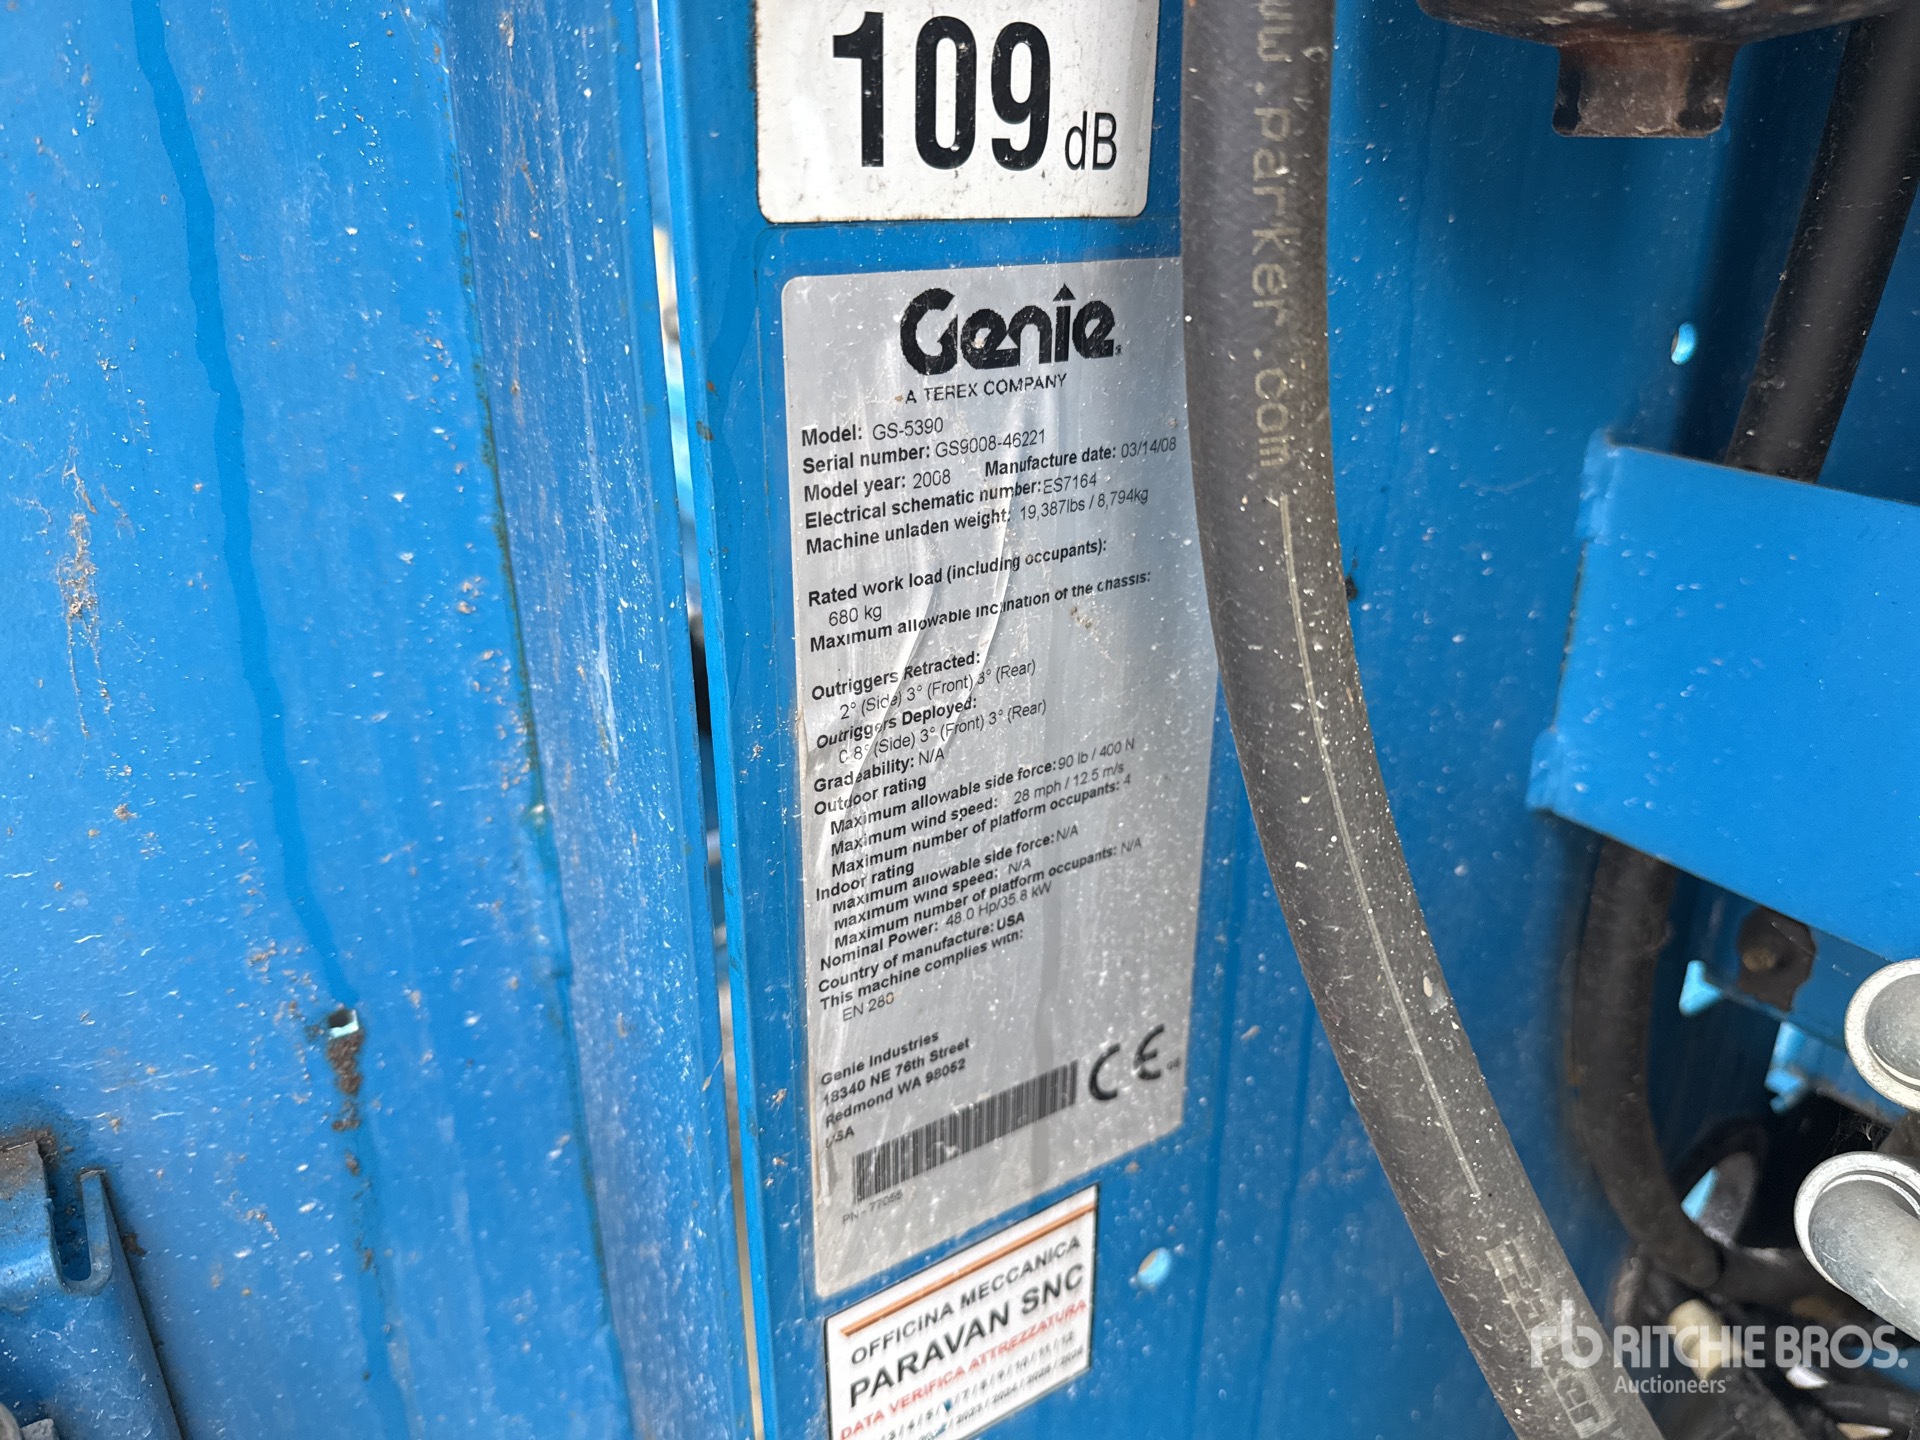 109 dB
www.parker.com
Genie
A TEREX COMPANY
Model: GS-5390
Serial number: GS9008-46221
Model year: 2008 Manufacture date: 03/14/08
Electrical schematic number: ES7164
Machine unladen weight: 19,387lbs / 8,794kg
Rated work load (including occupants):
680 kg
Maximum allowable inclination of the chassis:
Outriggers Retracted:
2° (Side) 3° (Front) 3° (Rear)
Outriggers Deployed:
(Side) 3° (Front) 3° (Rear)
Gradeability: N/A
Outdoor rating
Maximum allowable side force: 90 lb / 400 N
Maximum wind speed: 28 mph / 12.5 m/s
Maximum number of platform occupants: 4
Indoor rating
Maximum allowable side force: N/A
Maximum wind speed: N/A
Maximum number of platform occupants: N/A
Nominal Power: 48.0 Hp/35.8 kW
Country of manufacture: USA
This machine complies with:
EN 280
Genie Industries
18340 NE 76th Street
Redmond WA 98052
USA
CE
PN - 77055
OFFICINA MECCANICA
PARAVAN SNC
DATA VERIFICA ATTREZZATURA
rb RITCHIE BROS.
Auctioneers